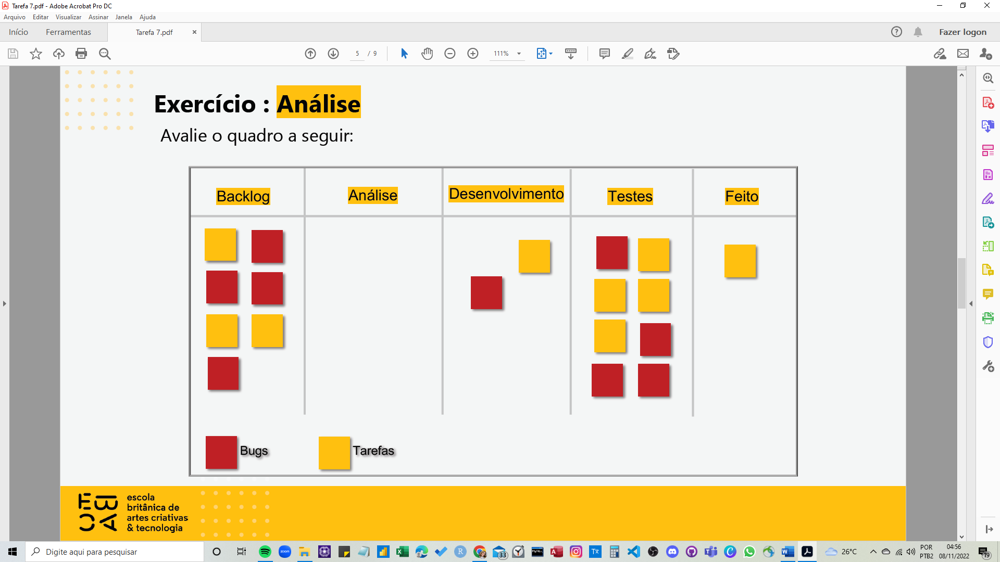 Tarefa 7.pdf - Adobe Acrobat Pro DC
Arquivo Editar Visualizar Assinar Janela Ajuda
Início Ferramentas Tarefa 7.pdf × Fazer logon
5 / 9 111%
Exercício : Análise
Avalie o quadro a seguir:
Backlog Análise Desenvolvimento Testes Feito
Bugs Tarefas
EBAC
escola
britânica de
artes criativas
& tecnologia
Digite aqui para pesquisar
zoom
R
33
MySQL
A
26°C
POR
PTB2
04:56
08/11/2022
19